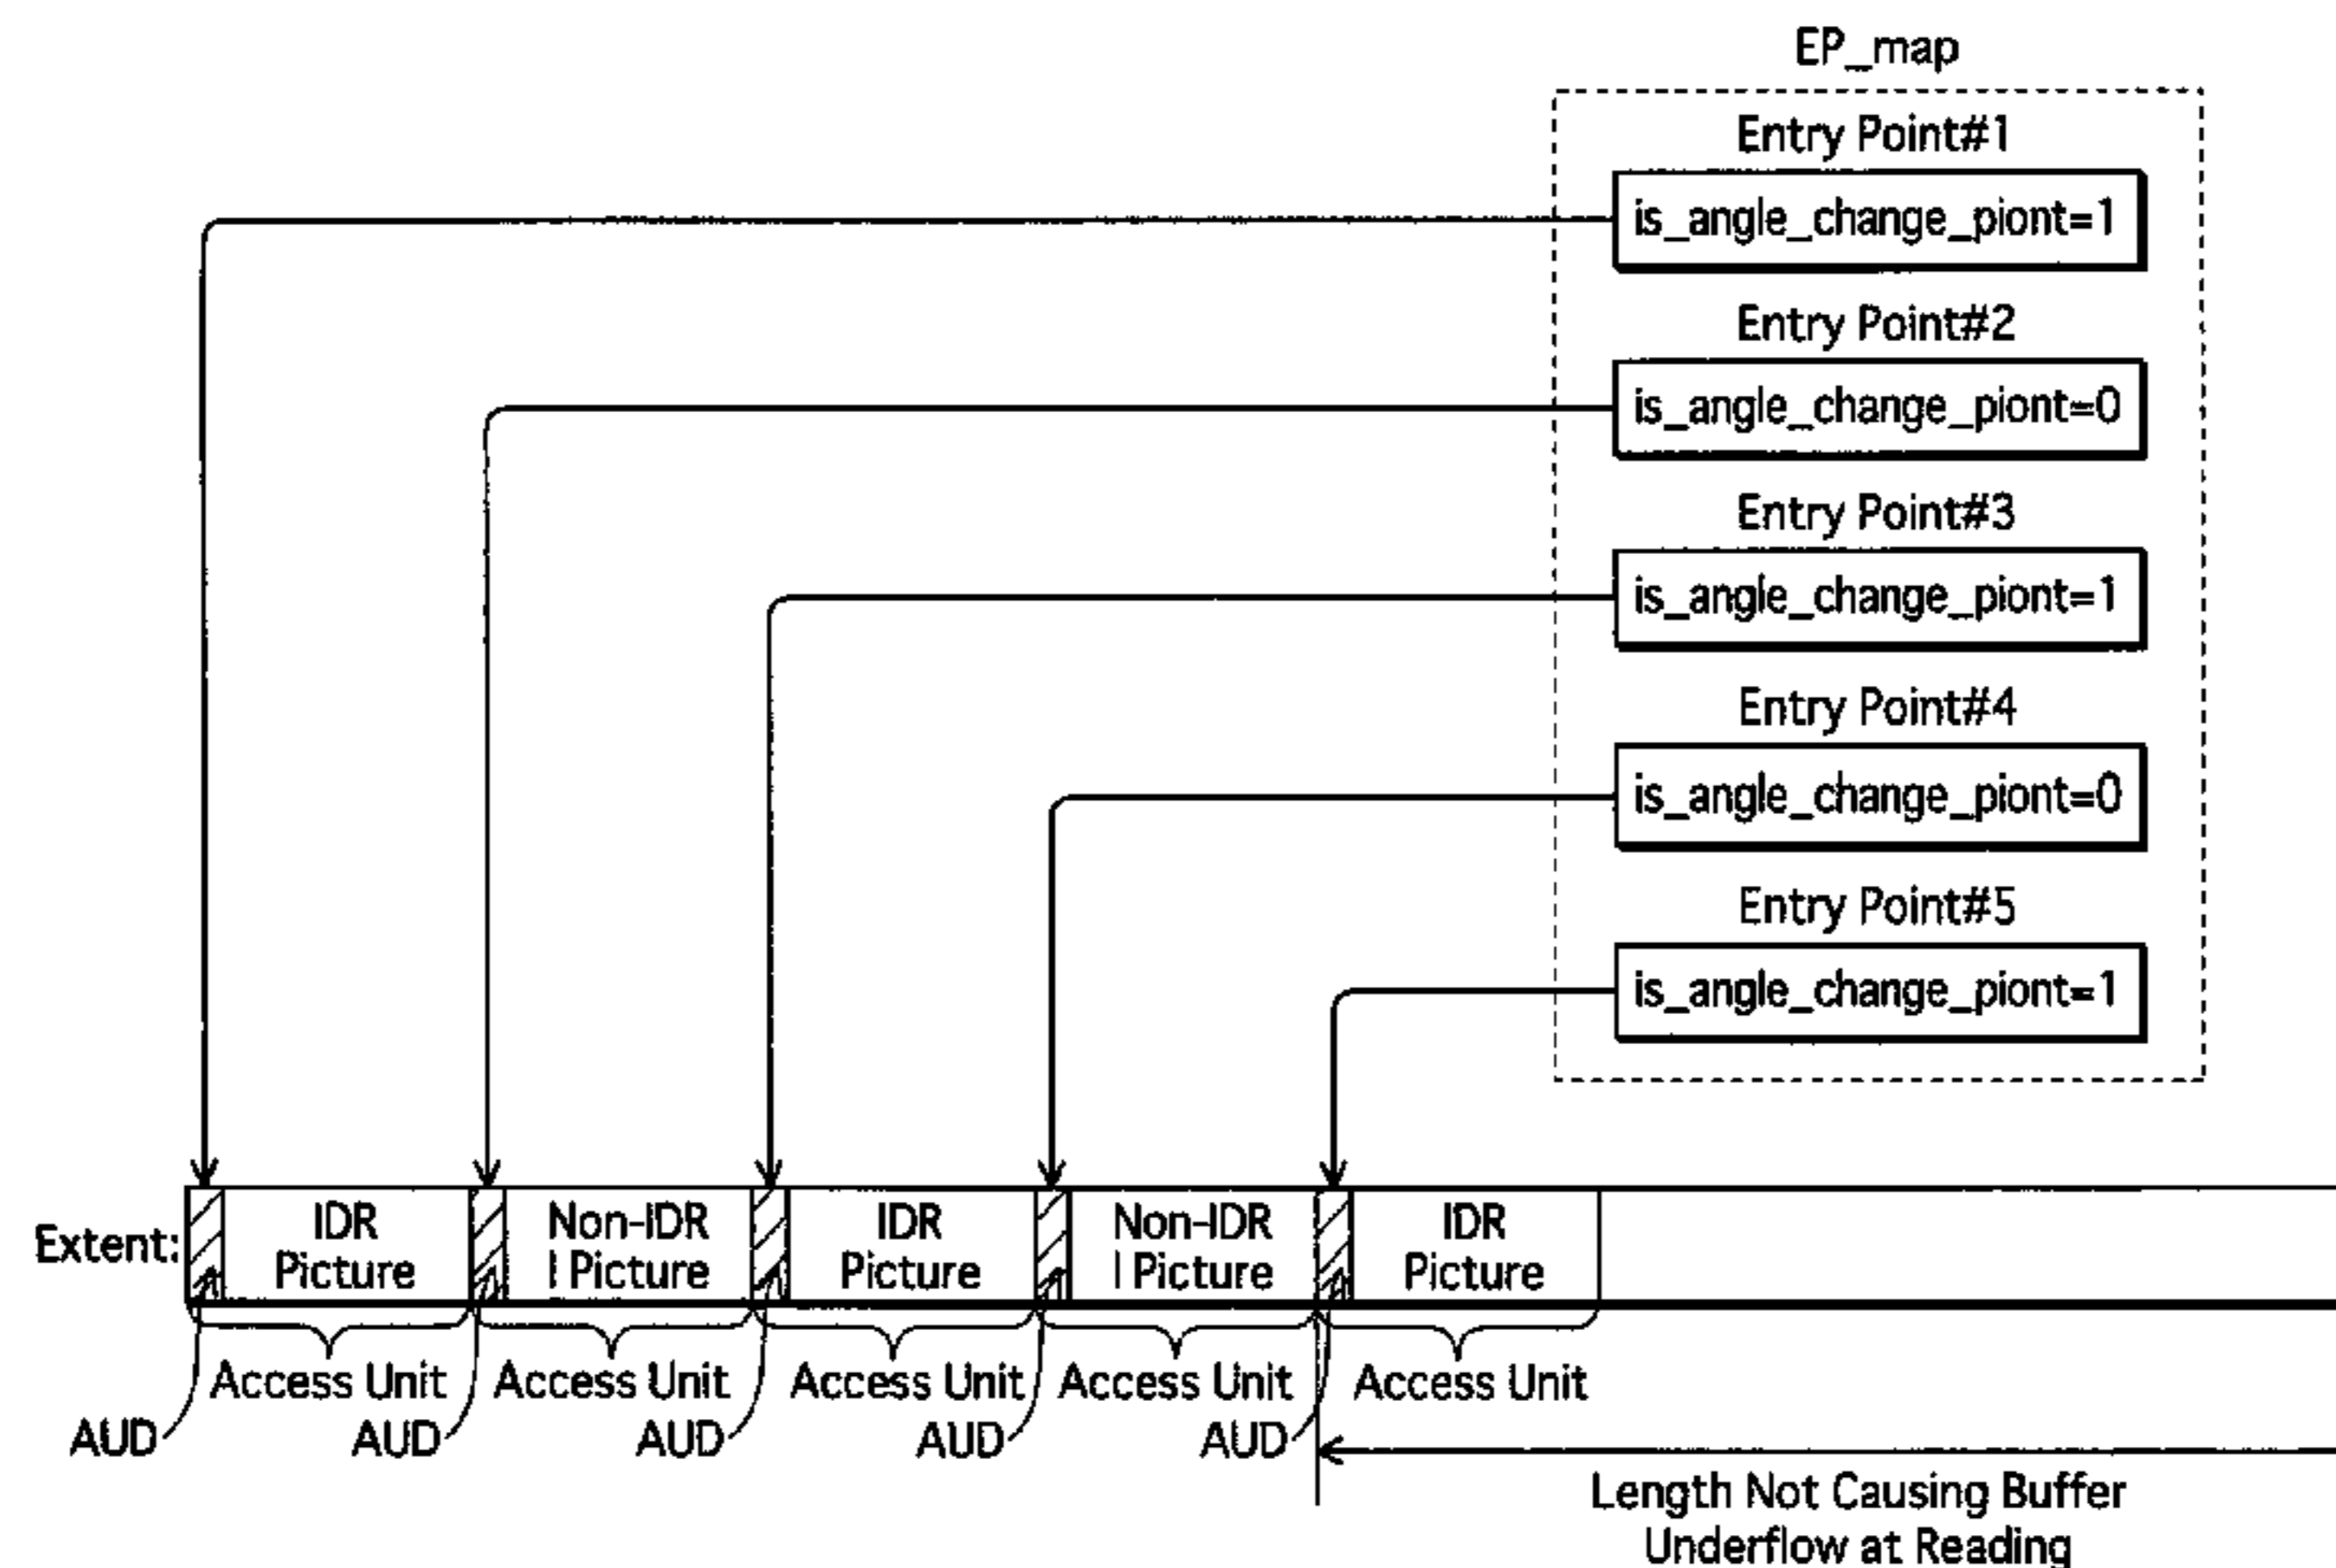 EP_map
Entry Point#1
is_angle_change_piont=1
Entry Point#2
is_angle_change_piont=0
Entry Point#3
is_angle_change_piont=1
Entry Point#4
is_angle_change_piont=0
Entry Point#5
is_angle_change_piont=1
Extent:
IDR
Picture
Non-IDR
I Picture
IDR
Picture
Non-IDR
I Picture
IDR
Picture
Access Unit
Access Unit
Access Unit
Access Unit
Access Unit
AUD
AUD
AUD
AUD
AUD
Length Not Causing Buffer
Underflow at Reading